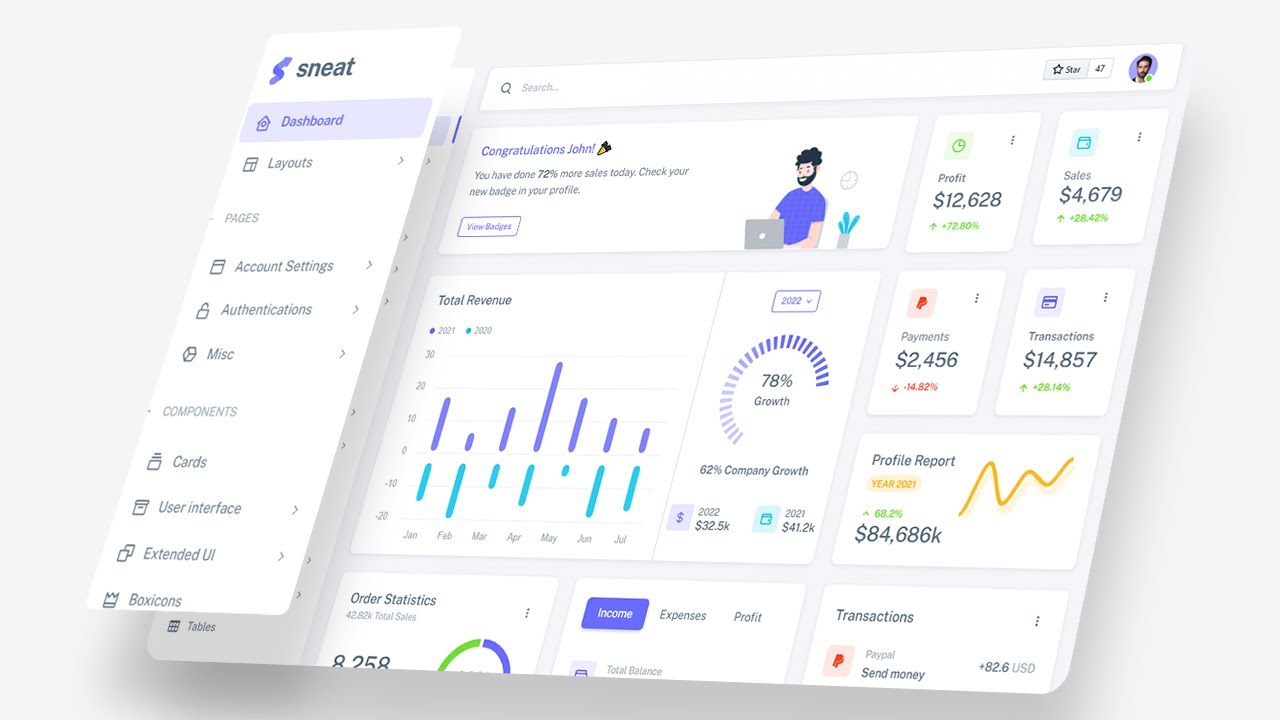 sneat
Dashboard
Layouts
PAGES
Account Settings
Authentications
Misc
COMPONENTS
Cards
User interface
Extended UI
Boxicons
Tables
Search...
Star 47
Congratulations John!
You have done 72% more sales today. Check your
new badge in your profile.
View Badges
Profit
$12,628
+72.80%
Sales
$4,679
+28.42%
Total Revenue
2021 2020
30
20
10
0
-10
-20
Jan Feb Mar Apr May Jun Jul
2022
78%
Growth
62% Company Growth
2022
$32.5k
2021
$41.2k
Payments
$2,456
-14.82%
Transactions
$14,857
+28.14%
Profile Report
YEAR 2021
68.2%
$84,686k
Order Statistics
42.82k Total Sales
8,258
Income Expenses Profit
Total Balance
Transactions
Paypal
Send money
+82.6 USD